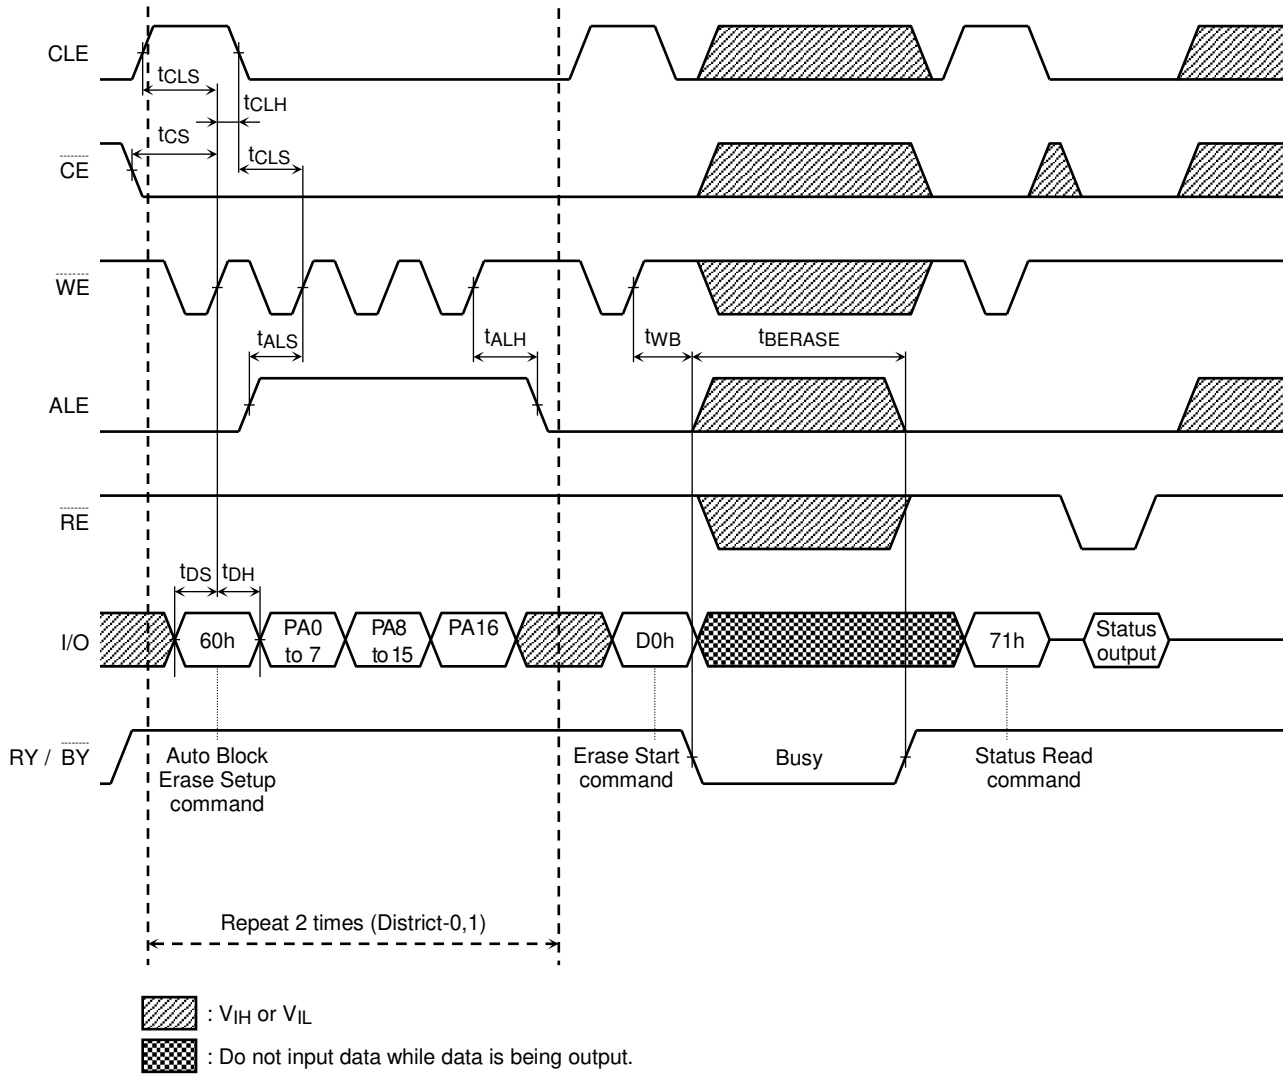 CLE
tCLS
tCLH
tCS
tCLS
CE
WE
tALS
tALH
tWB
tBERASE
ALE
RE
tDS
tDH
I/O
60h
PA0
to 7
PA8
to 15
PA16
D0h
71h
Status
output
RY / BY
Auto Block
Erase Setup
command
Erase Start
command
Busy
Status Read
command
Repeat 2 times (District-0,1)
: VIH or VIL
: Do not input data while data is being output.